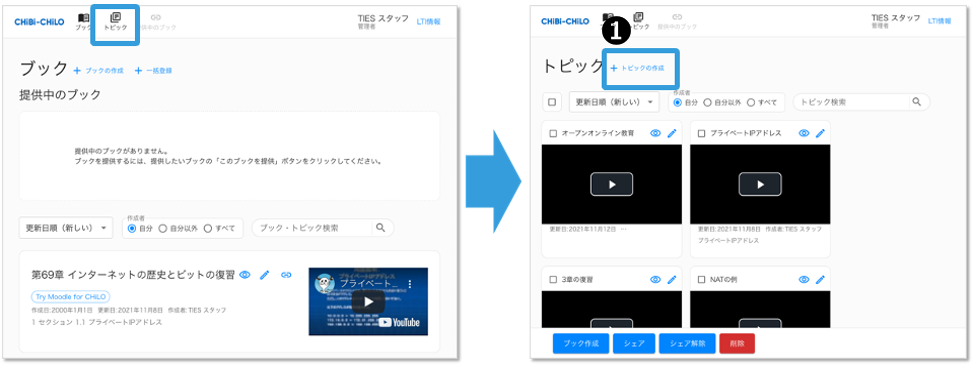 CHiBi-CHiLO
ブック
トピック
提供中のブック
TIES スタッフ
管理者
LTI情報
ブック
+ ブックの作成
+ 一括登録
提供中のブック
提供中のブックがありません。
ブックを提供するには、提供したいブックの「このブックを提供」ボタンをクリックしてください。
更新日順（新しい）
作成者
自分
自分以外
すべて
ブック・トピック検索
第69章 インターネットの歴史とビットの復習
Try Moodle for CHiLO
作成日:2000年1月1日 更新日:2021年11月8日 作成者:TIES スタッフ
1 セクション 1.1 プライベートIPアドレス
プライベート_...
YouTube
CHiBi-CHiLO
1
ピック
提供中のブック
TIES スタッフ
管理者
LTI情報
トピック
+ トピックの作成
更新日順（新しい）
作成者
自分
自分以外
すべて
トピック検索
オープンオンライン教育
更新日:2021年11月12日 …
プライベートIPアドレス
更新日:2021年11月8日 作成者:TIES スタッフ
プライベートIPアドレス
3章の復習
NATの例
ブック作成
シェア
シェア解除
削除